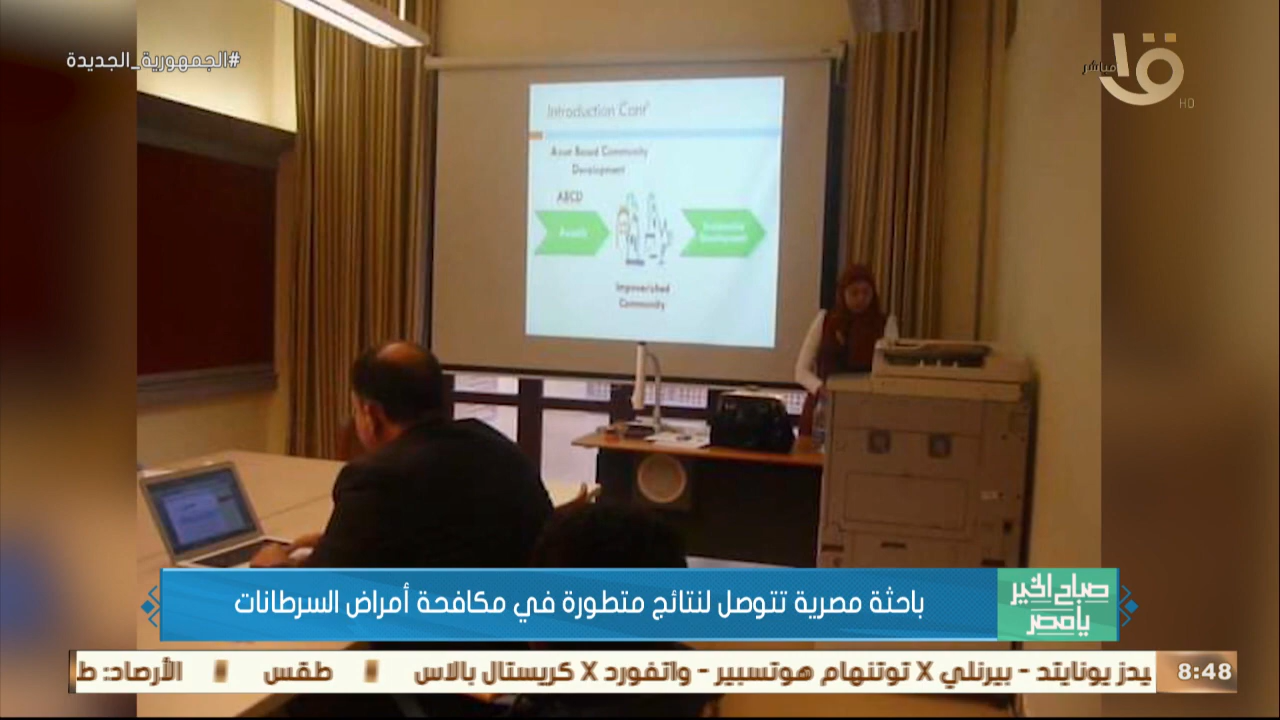 #الجمهورية_الجديدة
مباشر
HD
Introduction Cont'
Asset Based Community
Development
ABCD
Assets
Sustainable
Development
Impoverished
Community
صباح الخير
يا مصر
باحثة مصرية تتوصل لنتائج متطورة في مكافحة أمراض السرطانات
8:48
يدز يونايتد - بيرنلي X توتنهام هوتسبير - واتفورد X كريستال بالاس
طقس
الأرصاد: ط